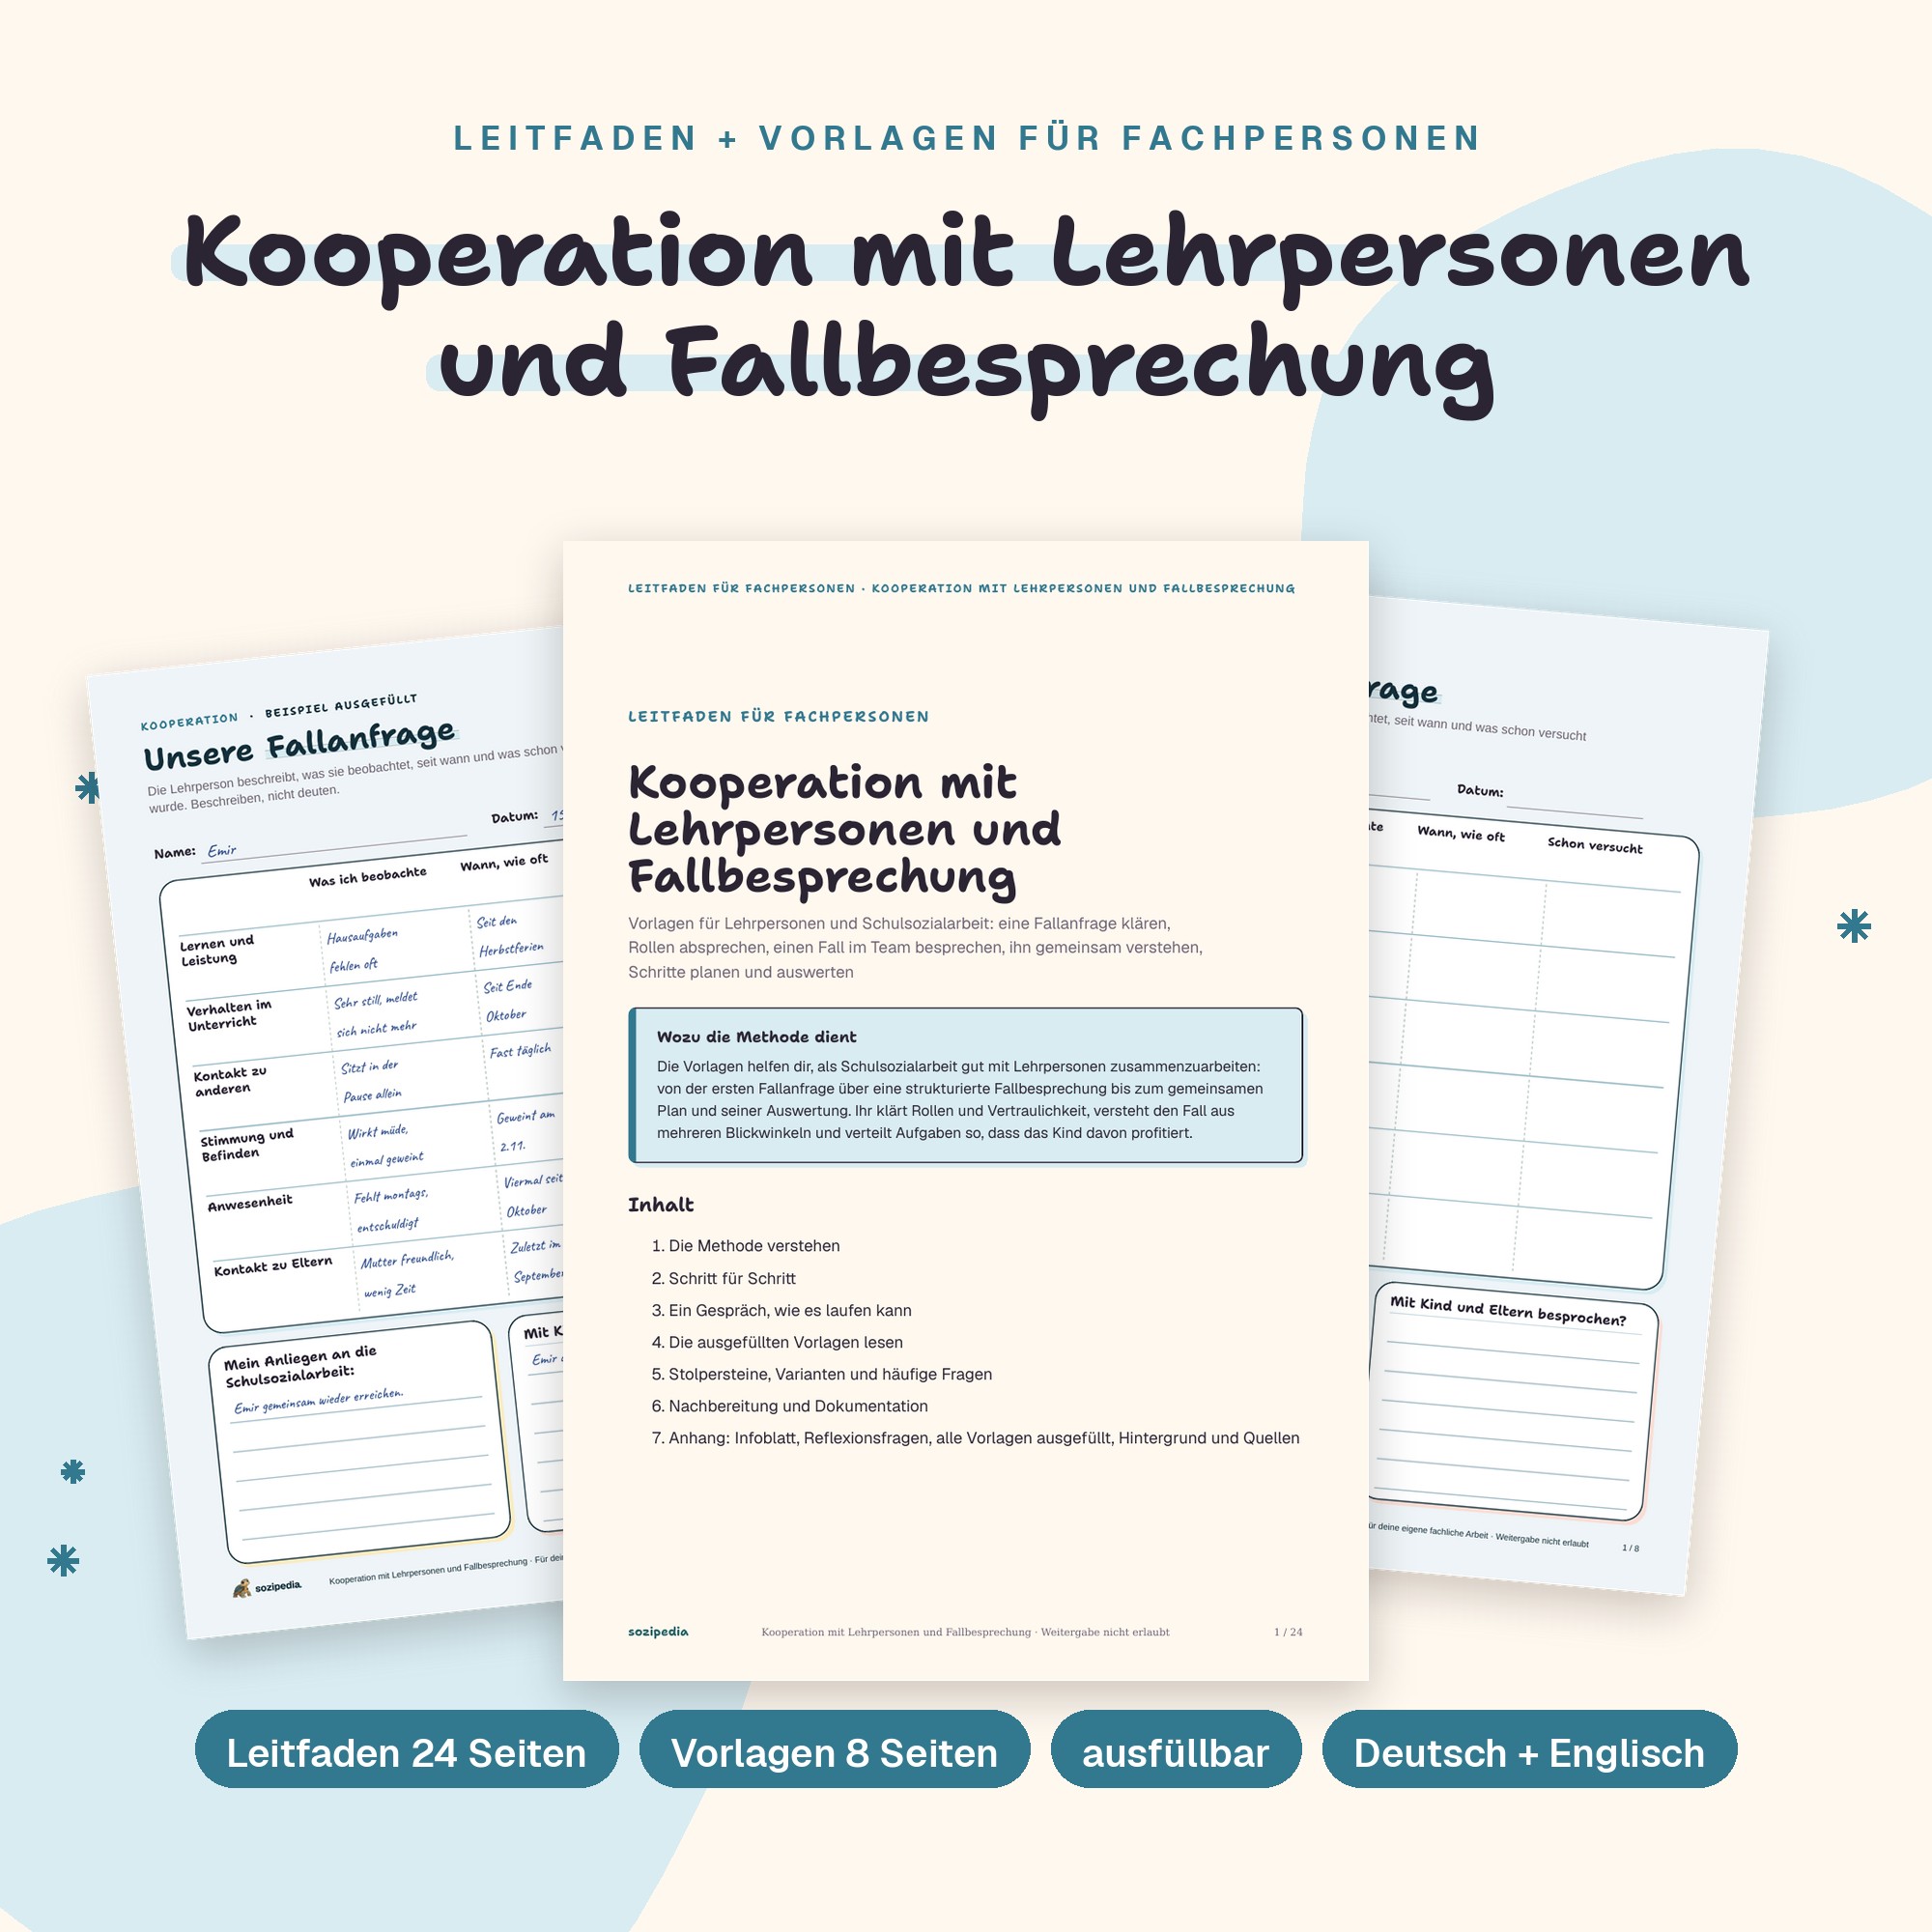 LEITFADEN + VORLAGEN FÜR FACHPERSONEN
Kooperation mit Lehrpersonen
und Fallbesprechung
KOOPERATION · BEISPIEL AUSGEFÜLLT
Unsere Fallanfrage
Die Lehrperson beschreibt, was sie beobachtet, seit wann und was schon
wurde. Beschreiben, nicht deuten.
Name: Emir Datum:
Was ich beobachte Wann, wie oft
Lernen und
Leistung
Hausaufgaben
fehlen oft
Seit den
Herbstferien
Verhalten im
Unterricht
Sehr still, meldet
sich nicht mehr
Seit Ende
Oktober
Kontakt zu
anderen
Sitzt in der
Pause allein
Fast täglich
Stimmung und
Befinden
Wirkt müde,
einmal geweint
Geweint am
2.11.
Anwesenheit
Fehlt montags,
entschuldigt
Viermal seit
Oktober
Kontakt zu Eltern
Mutter freundlich,
wenig Zeit
Zuletzt im
September
Mein Anliegen an die
Schulsozialarbeit:
Emir gemeinsam wieder erreichen.
Mit
Emir
sozipedia
Kooperation mit Lehrpersonen und Fallbesprechung · Für
LEITFADEN FÜR FACHPERSONEN · KOOPERATION MIT LEHRPERSONEN UND FALLBESPRECHUNG
LEITFADEN FÜR FACHPERSONEN
Kooperation mit
Lehrpersonen und
Fallbesprechung
Vorlagen für Lehrpersonen und Schulsozialarbeit: eine Fallanfrage klären,
Rollen absprechen, einen Fall im Team besprechen, ihn gemeinsam verstehen,
Schritte planen und auswerten
Wozu die Methode dient
Die Vorlagen helfen dir, als Schulsozialarbeit gut mit Lehrpersonen zusammenzuarbeiten:
von der ersten Fallanfrage über eine strukturierte Fallbesprechung bis zum gemeinsamen
Plan und seiner Auswertung. Ihr klärt Rollen und Vertraulichkeit, versteht den Fall aus
mehreren Blickwinkeln und verteilt Aufgaben so, dass das Kind davon profitiert.
Inhalt
1. Die Methode verstehen
2. Schritt für Schritt
3. Ein Gespräch, wie es laufen kann
4. Die ausgefüllten Vorlagen lesen
5. Stolpersteine, Varianten und häufige Fragen
6. Nachbereitung und Dokumentation
7. Anhang: Infoblatt, Reflexionsfragen, alle Vorlagen ausgefüllt, Hintergrund und Quellen
sozipedia
Kooperation mit Lehrpersonen und Fallbesprechung · Weitergabe nicht erlaubt
1 / 24
seit wann und was schon versucht
Datum:
Wann, wie oft Schon versucht
Mit Kind und Eltern besprochen?
deine eigene fachliche Arbeit · Weitergabe nicht erlaubt
1 / 8
Leitfaden 24 Seiten
Vorlagen 8 Seiten
ausfüllbar
Deutsch + Englisch